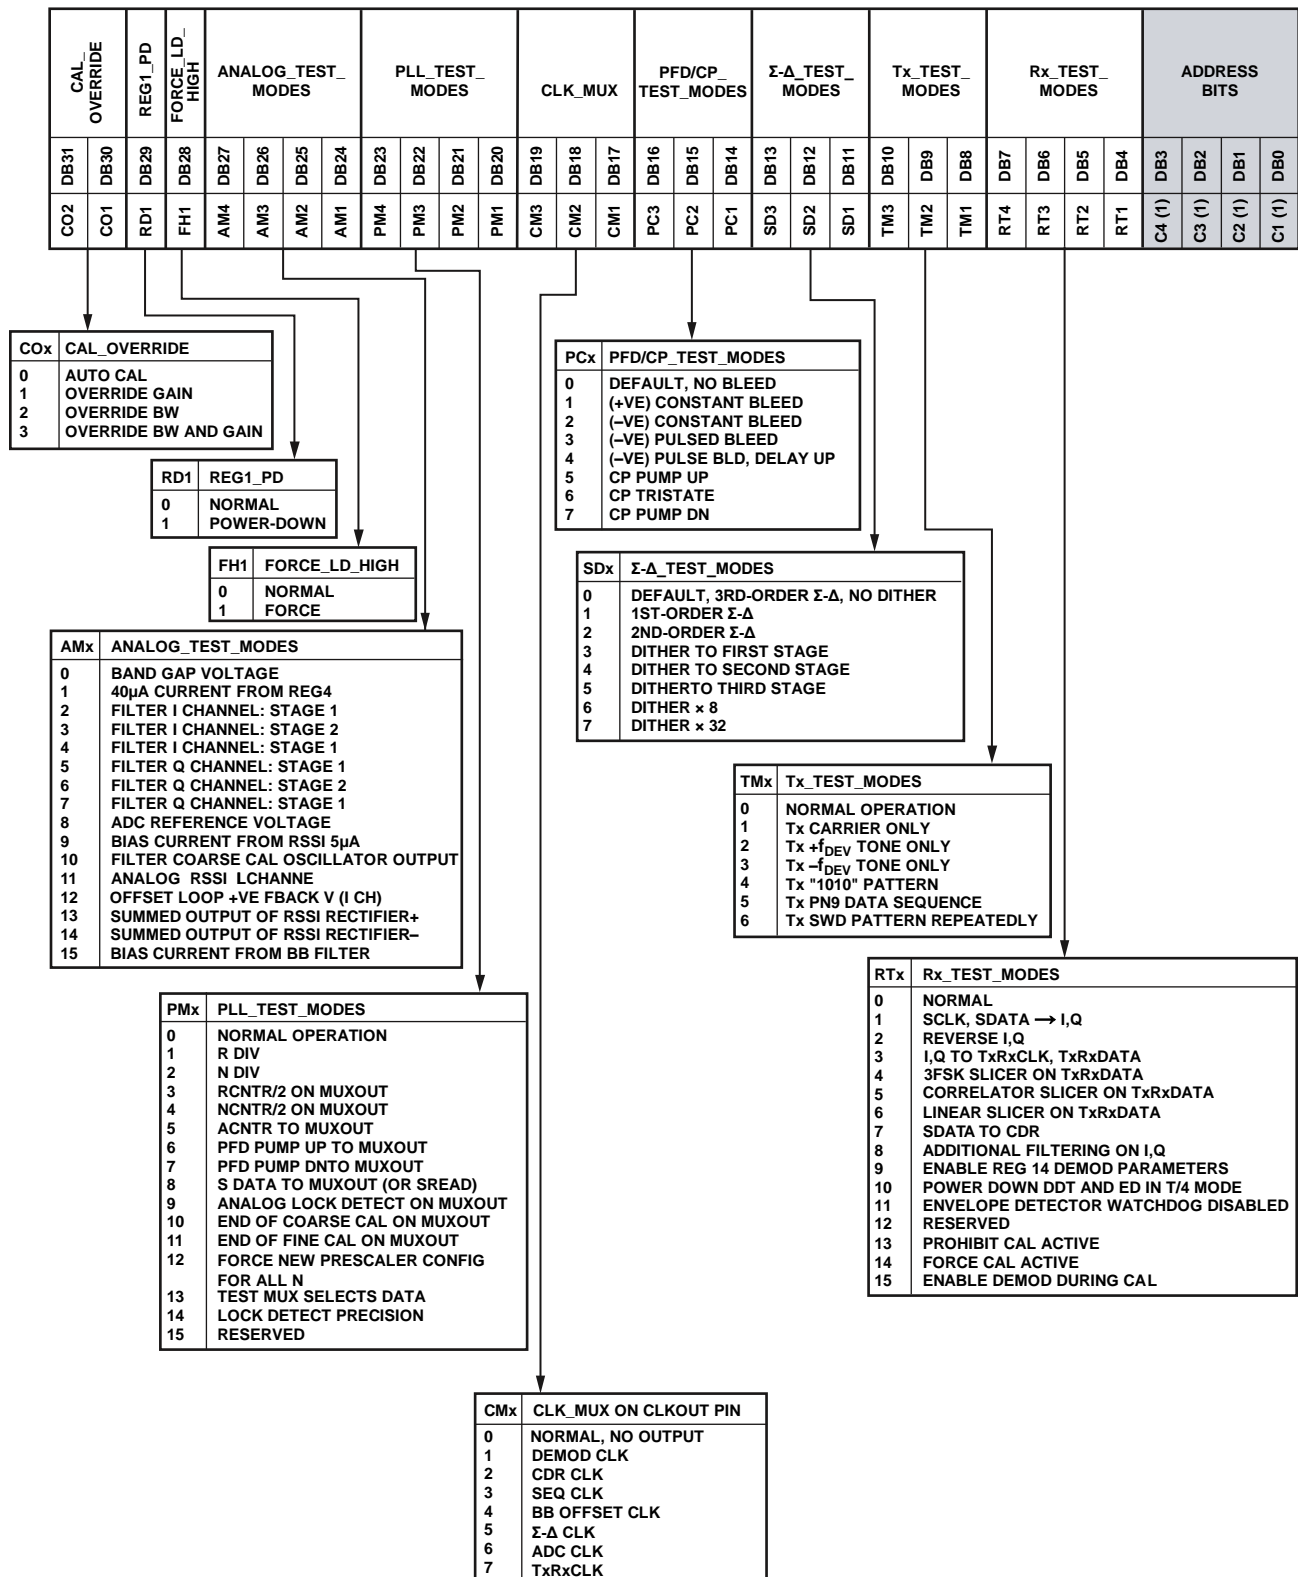 CAL_
OVERRIDE
REG1_PD
FORCE_LD_
HIGH
ANALOG_TEST_
MODES
PLL_TEST_
MODES
CLK_MUX
PFD/CP_
TEST_MODES
Σ-Δ_TEST_
MODES
Tx_TEST_
MODES
Rx_TEST_
MODES
ADDRESS
BITS
DB31 DB30 DB29 DB28 DB27 DB26 DB25 DB24 DB23 DB22 DB21 DB20 DB19 DB18 DB17 DB16 DB15 DB14 DB13 DB12 DB11 DB10 DB9 DB8 DB7 DB6 DB5 DB4 DB3 DB2 DB1 DB0
CO2 CO1 RD1 FH1 AM4 AM3 AM2 AM1 PM4 PM3 PM2 PM1 CM3 CM2 CM1 PC3 PC2 PC1 SD3 SD2 SD1 TM3 TM2 TM1 RT4 RT3 RT2 RT1 C4 (1) C3 (1) C2 (1) C1 (1)
COx CAL_OVERRIDE
0 AUTO CAL
1 OVERRIDE GAIN
2 OVERRIDE BW
3 OVERRIDE BW AND GAIN
RD1 REG1_PD
0 NORMAL
1 POWER-DOWN
FH1 FORCE_LD_HIGH
0 NORMAL
1 FORCE
AMx ANALOG_TEST_MODES
0 BAND GAP VOLTAGE
1 40µA CURRENT FROM REG4
2 FILTER I CHANNEL: STAGE 1
3 FILTER I CHANNEL: STAGE 2
4 FILTER I CHANNEL: STAGE 1
5 FILTER Q CHANNEL: STAGE 1
6 FILTER Q CHANNEL: STAGE 2
7 FILTER Q CHANNEL: STAGE 1
8 ADC REFERENCE VOLTAGE
9 BIAS CURRENT FROM RSSI 5µA
10 FILTER COARSE CAL OSCILLATOR OUTPUT
11 ANALOG RSSI I.CHANNE
12 OFFSET LOOP +VE FBACK V (I CH)
13 SUMMED OUTPUT OF RSSI RECTIFIER+
14 SUMMED OUTPUT OF RSSI RECTIFIER–
15 BIAS CURRENT FROM BB FILTER
PMx PLL_TEST_MODES
0 NORMAL OPERATION
1 R DIV
2 N DIV
3 RCNTR/2 ON MUXOUT
4 NCNTR/2 ON MUXOUT
5 ACNTR TO MUXOUT
6 PFD PUMP UP TO MUXOUT
7 PFD PUMP DNTO MUXOUT
8 S DATA TO MUXOUT (OR SREAD)
9 ANALOG LOCK DETECT ON MUXOUT
10 END OF COARSE CAL ON MUXOUT
11 END OF FINE CAL ON MUXOUT
12 FORCE NEW PRESCALER CONFIG
FOR ALL N
13 TEST MUX SELECTS DATA
14 LOCK DETECT PRECISION
15 RESERVED
CMx CLK_MUX ON CLKOUT PIN
0 NORMAL, NO OUTPUT
1 DEMOD CLK
2 CDR CLK
3 SEQ CLK
4 BB OFFSET CLK
5 Σ-Δ CLK
6 ADC CLK
7 TxRxCLK
PCx PFD/CP_TEST_MODES
0 DEFAULT, NO BLEED
1 (+VE) CONSTANT BLEED
2 (–VE) CONSTANT BLEED
3 (–VE) PULSED BLEED
4 (–VE) PULSE BLD, DELAY UP
5 CP PUMP UP
6 CP TRISTATE
7 CP PUMP DN
SDx Σ-Δ_TEST_MODES
0 DEFAULT, 3RD-ORDER Σ-Δ, NO DITHER
1 1ST-ORDER Σ-Δ
2 2ND-ORDER Σ-Δ
3 DITHER TO FIRST STAGE
4 DITHER TO SECOND STAGE
5 DITHERTO THIRD STAGE
6 DITHER × 8
7 DITHER × 32
TMx Tx_TEST_MODES
0 NORMAL OPERATION
1 Tx CARRIER ONLY
2 Tx +fDEV TONE ONLY
3 Tx –fDEV TONE ONLY
4 Tx "1010" PATTERN
5 Tx PN9 DATA SEQUENCE
6 Tx SWD PATTERN REPEATEDLY
RTx Rx_TEST_MODES
0 NORMAL
1 SCLK, SDATA → I,Q
2 REVERSE I,Q
3 I,Q TO TxRxCLK, TxRxDATA
4 3FSK SLICER ON TxRxDATA
5 CORRELATOR SLICER ON TxRxDATA
6 LINEAR SLICER ON TxRxDATA
7 SDATA TO CDR
8 ADDITIONAL FILTERING ON I,Q
9 ENABLE REG 14 DEMOD PARAMETERS
10 POWER DOWN DDT AND ED IN T/4 MODE
11 ENVELOPE DETECTOR WATCHDOG DISABLED
12 RESERVED
13 PROHIBIT CAL ACTIVE
14 FORCE CAL ACTIVE
15 ENABLE DEMOD DURING CAL